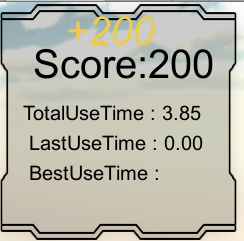 +200
Score:200
TotalUseTime : 3.85
LastUseTime : 0.00
BestUseTime :